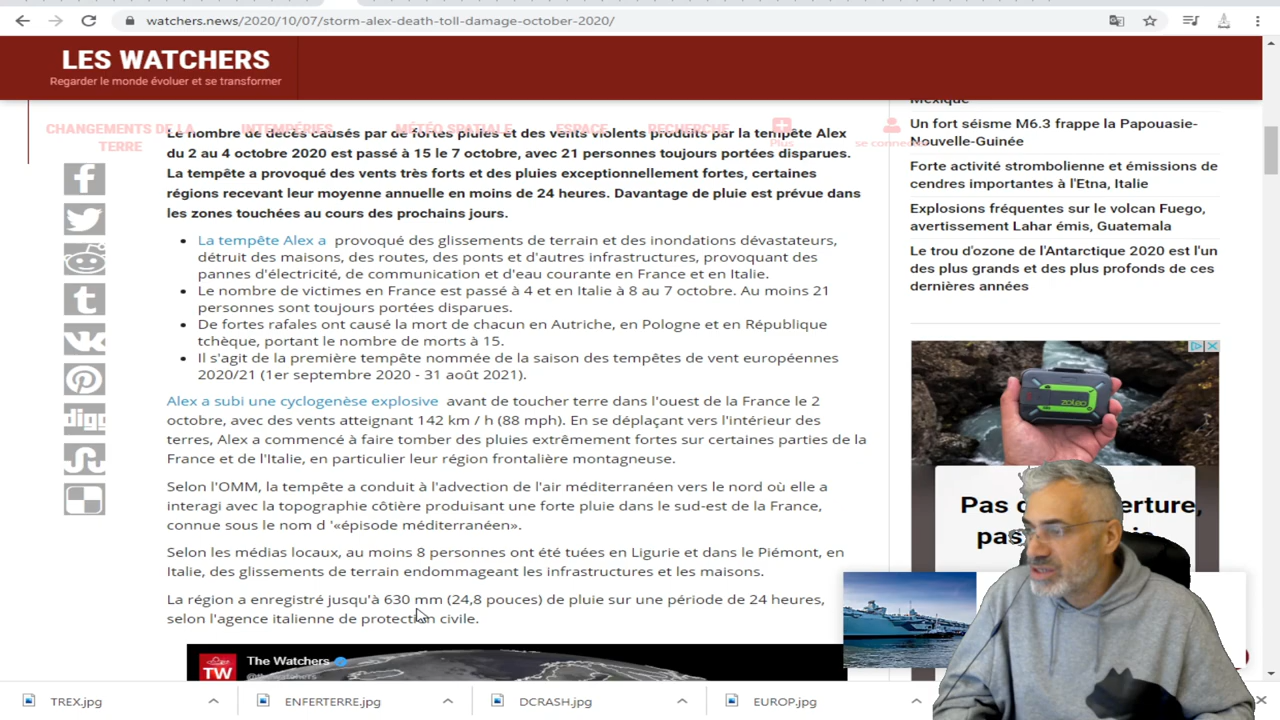 watchers.news/2020/10/07/storm-alex-death-toll-damage-october-2020/
LES WATCHERS
Regarder le monde évoluer et se transformer
CHANGEMENTS DE LA
TERRE
INTEMPÉRIES
MÉTÉO SPATIALE
ESPACE
RECHERCHE
Plus
se connecter
Le nombre de décès causés par de fortes pluies et des vents violents produits par la tempête Alex
du 2 au 4 octobre 2020 est passé à 15 le 7 octobre, avec 21 personnes toujours portées disparues.
La tempête a provoqué des vents très forts et des pluies exceptionnellement fortes, certaines
régions recevant leur moyenne annuelle en moins de 24 heures. Davantage de pluie est prévue dans
les zones touchées au cours des prochains jours.
La tempête Alex a provoqué des glissements de terrain et des inondations dévastateurs,
détruit des maisons, des routes, des ponts et d'autres infrastructures, provoquant des
pannes d'électricité, de communication et d'eau courante en France et en Italie.
Le nombre de victimes en France est passé à 4 et en Italie à 8 au 7 octobre. Au moins 21
personnes sont toujours portées disparues.
De fortes rafales ont causé la mort de chacun en Autriche, en Pologne et en République
tchèque, portant le nombre de morts à 15.
Il s'agit de la première tempête nommée de la saison des tempêtes de vent européennes
2020/21 (1er septembre 2020 - 31 août 2021).
Alex a subi une cyclogenèse explosive avant de toucher terre dans l'ouest de la France le 2
octobre, avec des vents atteignant 142 km / h (88 mph). En se déplaçant vers l'intérieur des
terres, Alex a commencé à faire tomber des pluies extrêmement fortes sur certaines parties de la
France et de l'Italie, en particulier leur région frontalière montagneuse.
Selon l'OMM, la tempête a conduit à l'advection de l'air méditerranéen vers le nord où elle a
interagi avec la topographie côtière produisant une forte pluie dans le sud-est de la France,
connue sous le nom d '«épisode méditerranéen».
Selon les médias locaux, au moins 8 personnes ont été tuées en Ligurie et dans le Piémont, en
Italie, des glissements de terrain endommageant les infrastructures et les maisons.
La région a enregistré jusqu'à 630 mm (24,8 pouces) de pluie sur une période de 24 heures,
selon l'agence italienne de protection civile.
TW
The Watchers
digg
Mexique
Un fort séisme M6.3 frappe la Papouasie-
Nouvelle-Guinée
Forte activité strombolienne et émissions de
cendres importantes à l'Etna, Italie
Explosions fréquentes sur le volcan Fuego,
avertissement Lahar émis, Guatemala
Le trou d'ozone de l'Antarctique 2020 est l'un
des plus grands et des plus profonds de ces
dernières années
zoleo
Pas
TREX.jpg
ENFERTERRE.jpg
DCRASH.jpg
EUROP.jpg